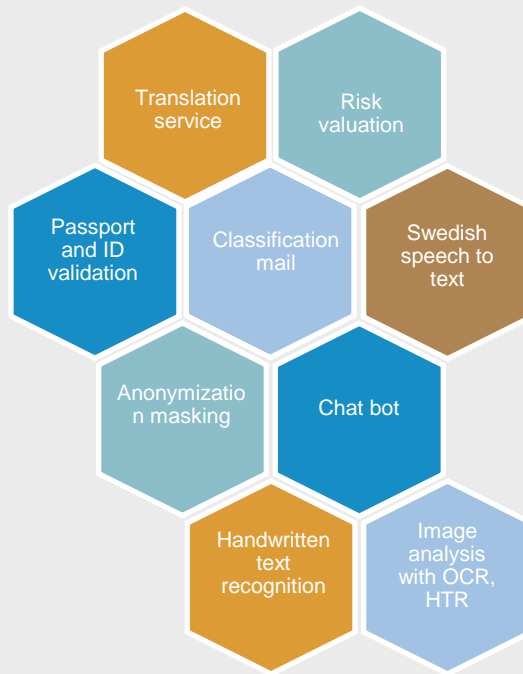 Translation
service
Risk
valuation
Passport
and ID
validation
Classification
mail
Swedish
speech to
text
Anonymizatio
n masking
Chat bot
Handwritten
text
recognition
Image
analysis
with OCR,
HTR